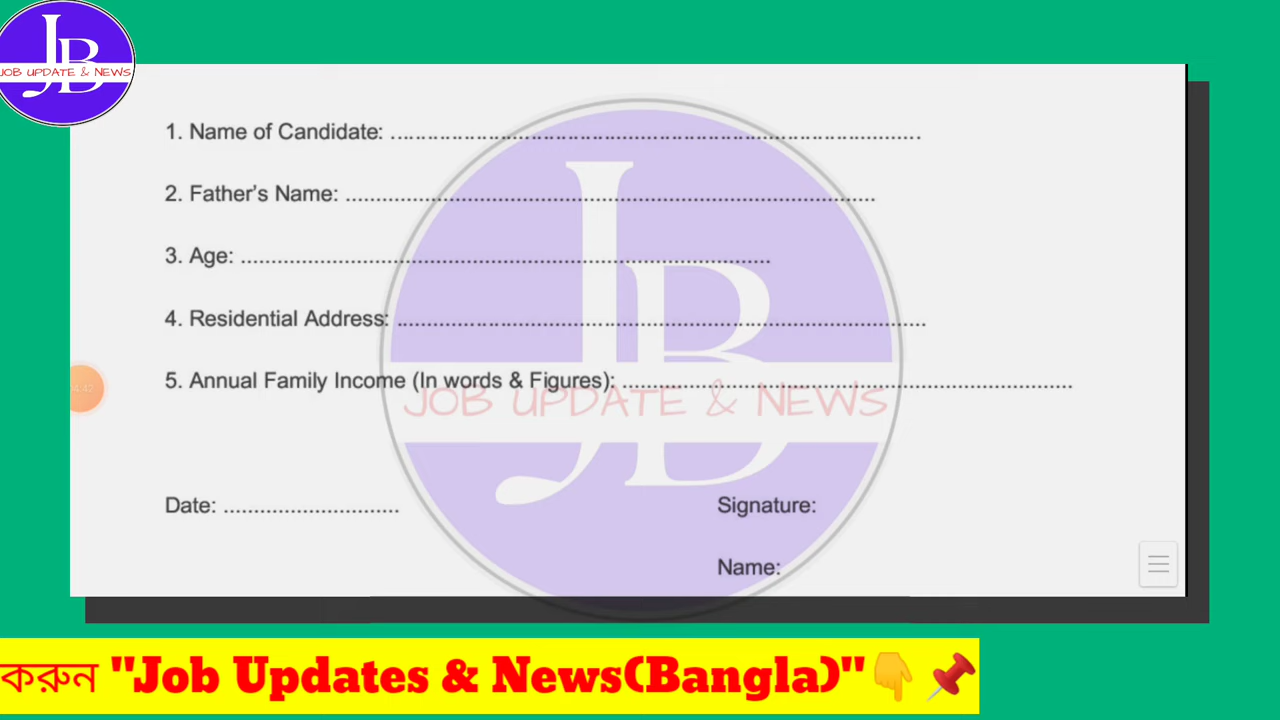 JB
JOB UPDATE & NEWS
1. Name of Candidate: ........................................................................................
2. Father's Name: ........................................................................................
3. Age: ........................................................................................
4. Residential Address: ........................................................................................
5. Annual Family Income (In words & Figures): ..........................................................................
JB
JOB UPDATE & NEWS
Date: .............................
Signature:
Name:
করুন "Job Updates & News(Bangla)"👇📌